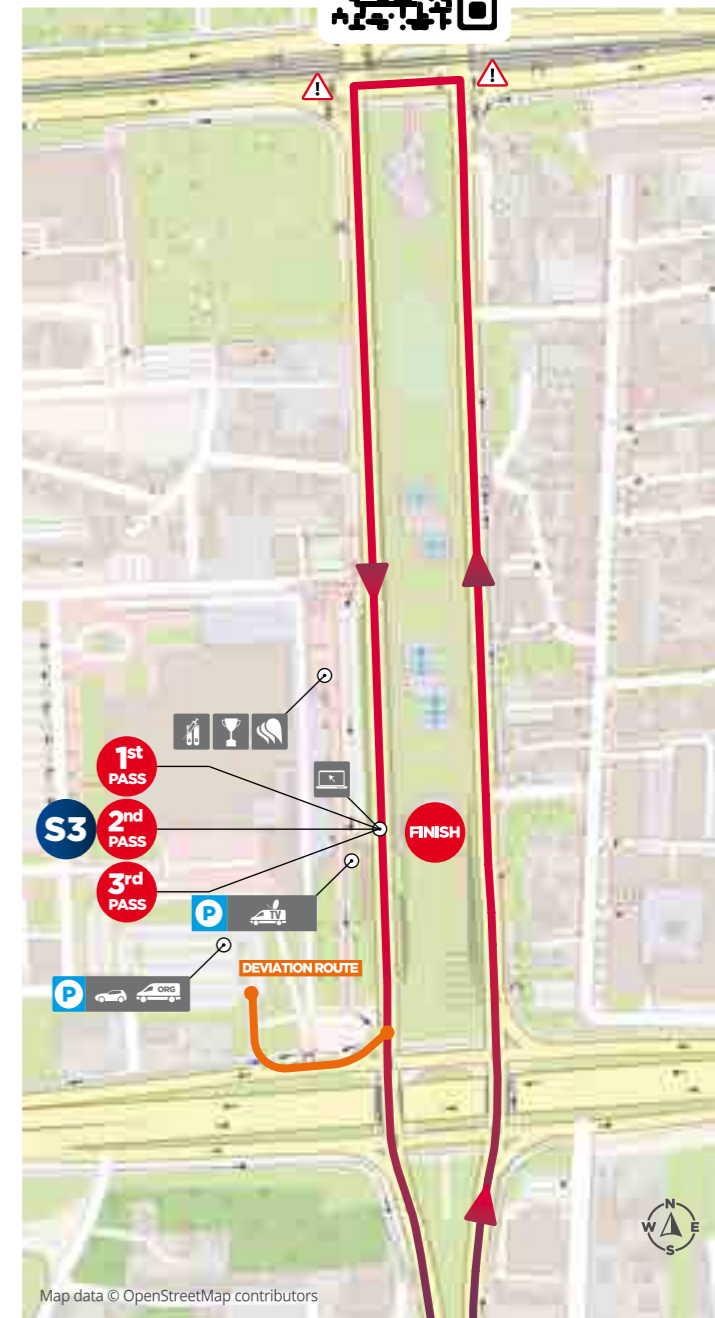 !
!
1st
PASS
S3
2nd
PASS
FINISH
3rd
PASS
P
TV
DEVIATION ROUTE
P
ORG
N
W
E
S
Map data © OpenStreetMap contributors